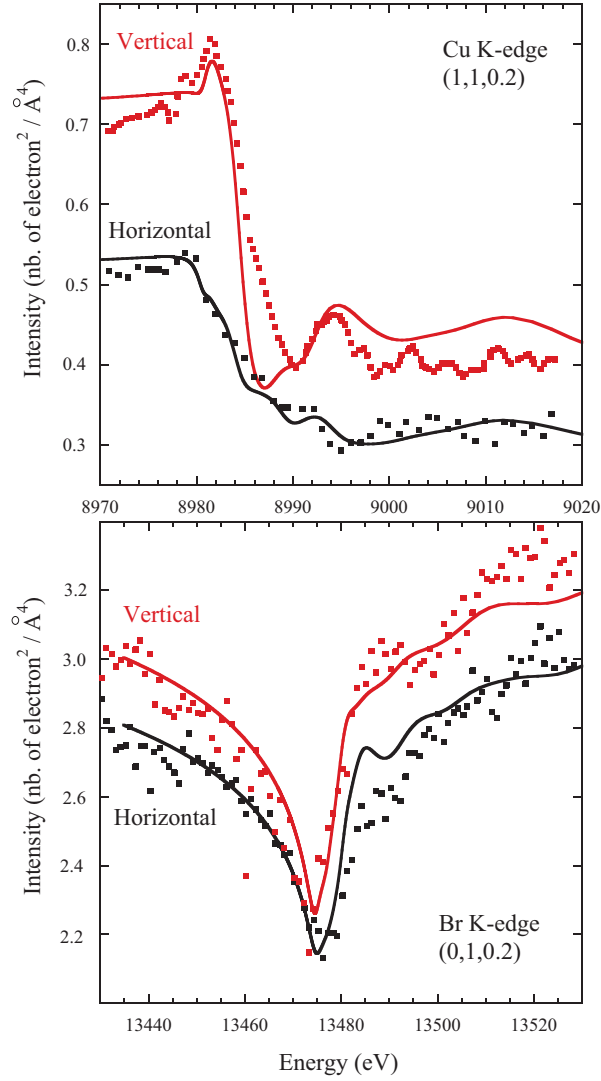 0.8
Vertical
Cu K-edge
(1,1,0.2)
0.7
Intensity (nb. of electron² / Å⁴)
0.6
Horizontal
0.5
0.4
0.3
8970 8980 8990 9000 9010 9020
3.2
Vertical
3.0
Intensity (nb. of electron² / Å⁴)
2.8
Horizontal
2.6
2.4
Br K-edge
(0,1,0.2)
2.2
13440 13460 13480 13500 13520
Energy (eV)